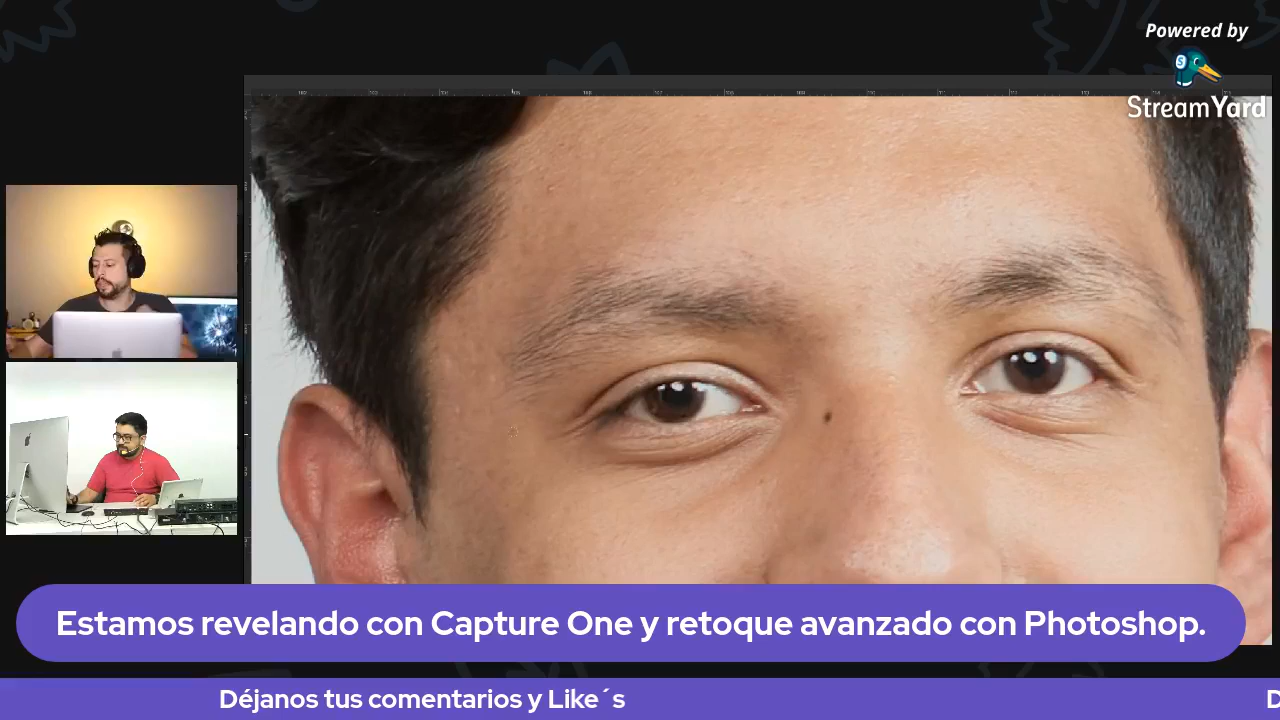 Powered by
StreamYard
Estamos revelando con Capture One y retoque avanzado con Photoshop.
Déjanos tus comentarios y Like´s